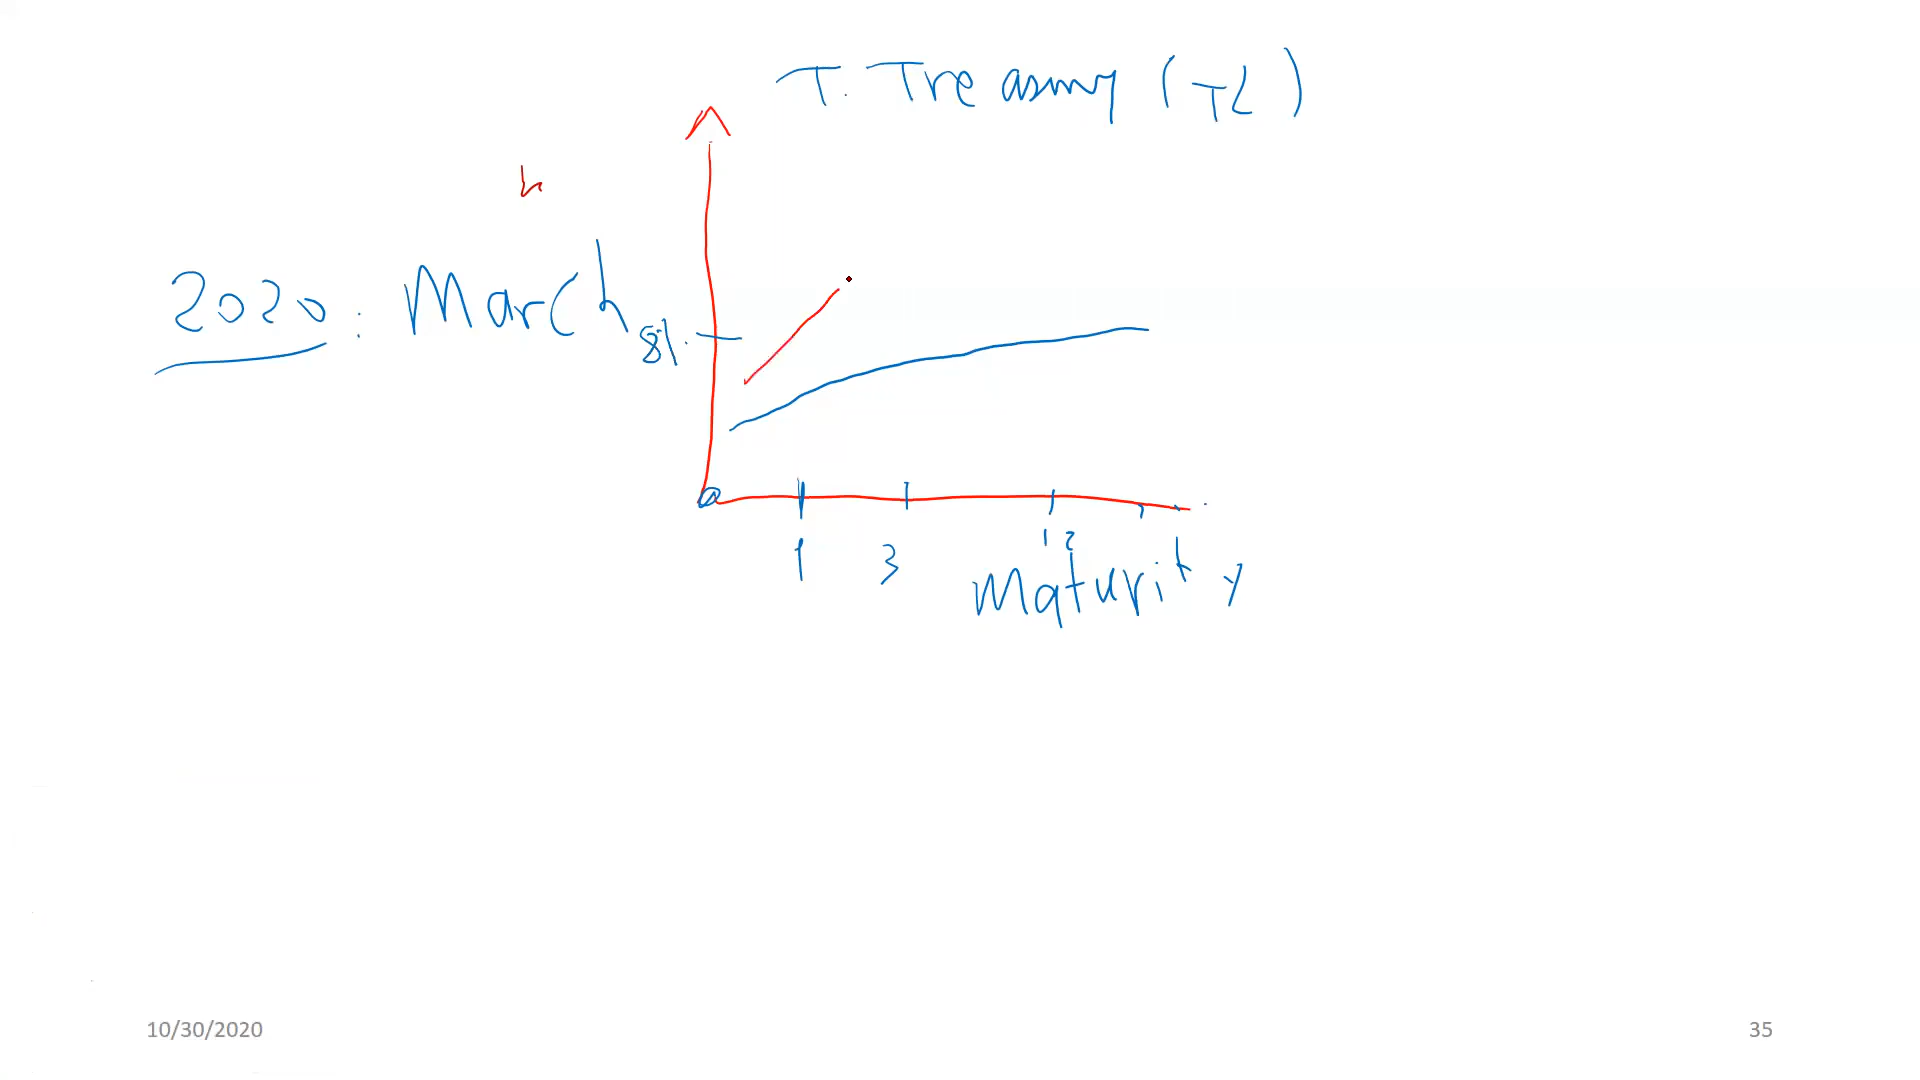 T. Treasury (TL)
2020: March
8%
1 3 12
Maturity
10/30/2020
35